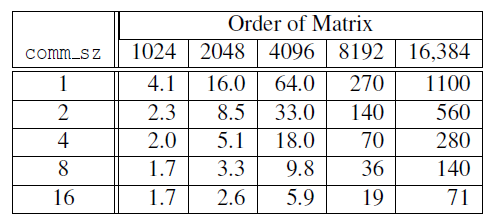 Order of Matrix
comm_sz 1024 2048 4096 8192 16,384
1 4.1 16.0 64.0 270 1100
2 2.3 8.5 33.0 140 560
4 2.0 5.1 18.0 70 280
8 1.7 3.3 9.8 36 140
16 1.7 2.6 5.9 19 71